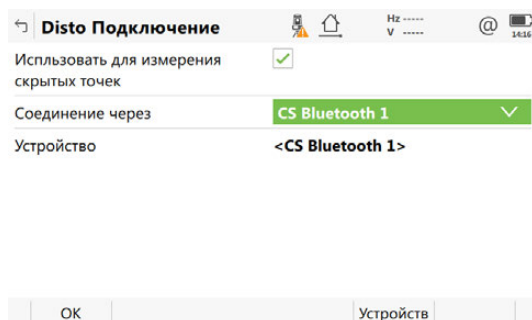 Disto Подключение
Hz -----
V -----
@
14:16
Испльзовать для измерения
скрытых точек
Соединение через
CS Bluetooth 1
Устройство
<CS Bluetooth 1>
OK
Устройств